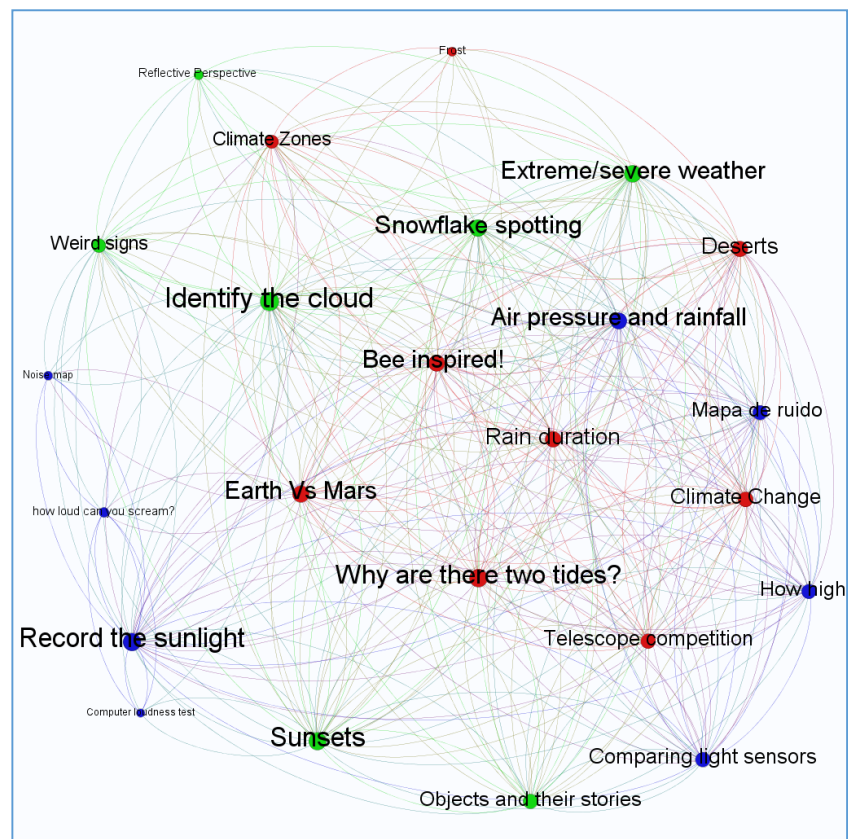 Frost
Reflective Perspective
Climate Zones
Extreme/severe weather
Snowflake spotting
Weird signs
Deserts
Identify the cloud
Air pressure and rainfall
Bee inspired!
Noise map
Mapa de ruido
Rain duration
Earth Vs Mars
Climate Change
how loud can you scream?
Why are there two tides?
How high
Record the sunlight
Telescope competition
Computer loudness test
Sunsets
Comparing light sensors
Objects and their stories